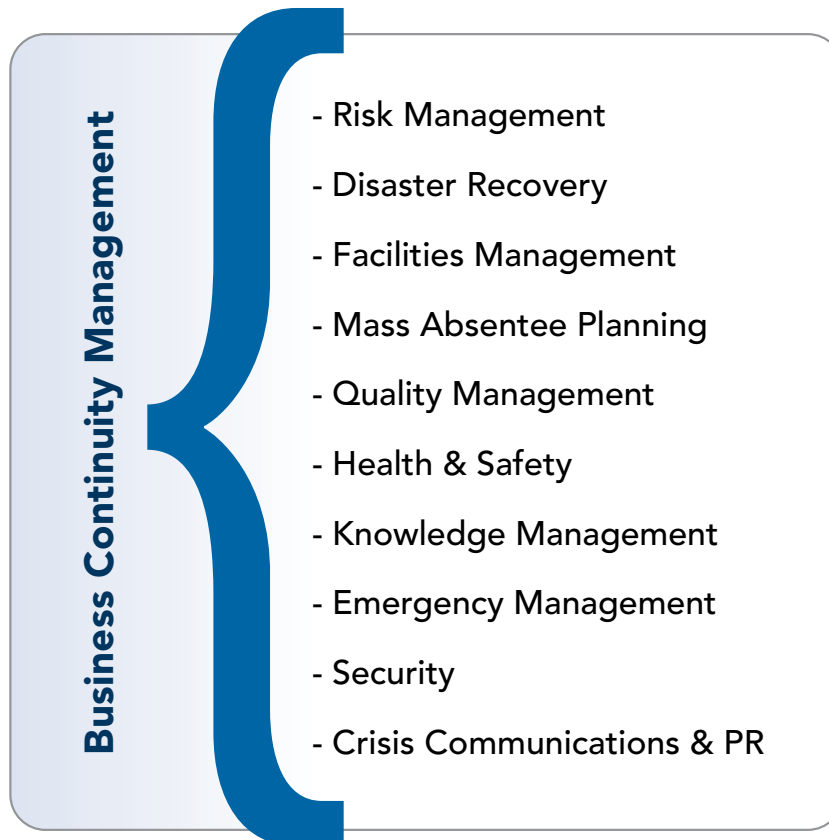 Business Continuity Management
- Risk Management
- Disaster Recovery
- Facilities Management
- Mass Absentee Planning
- Quality Management
- Health & Safety
- Knowledge Management
- Emergency Management
- Security
- Crisis Communications & PR